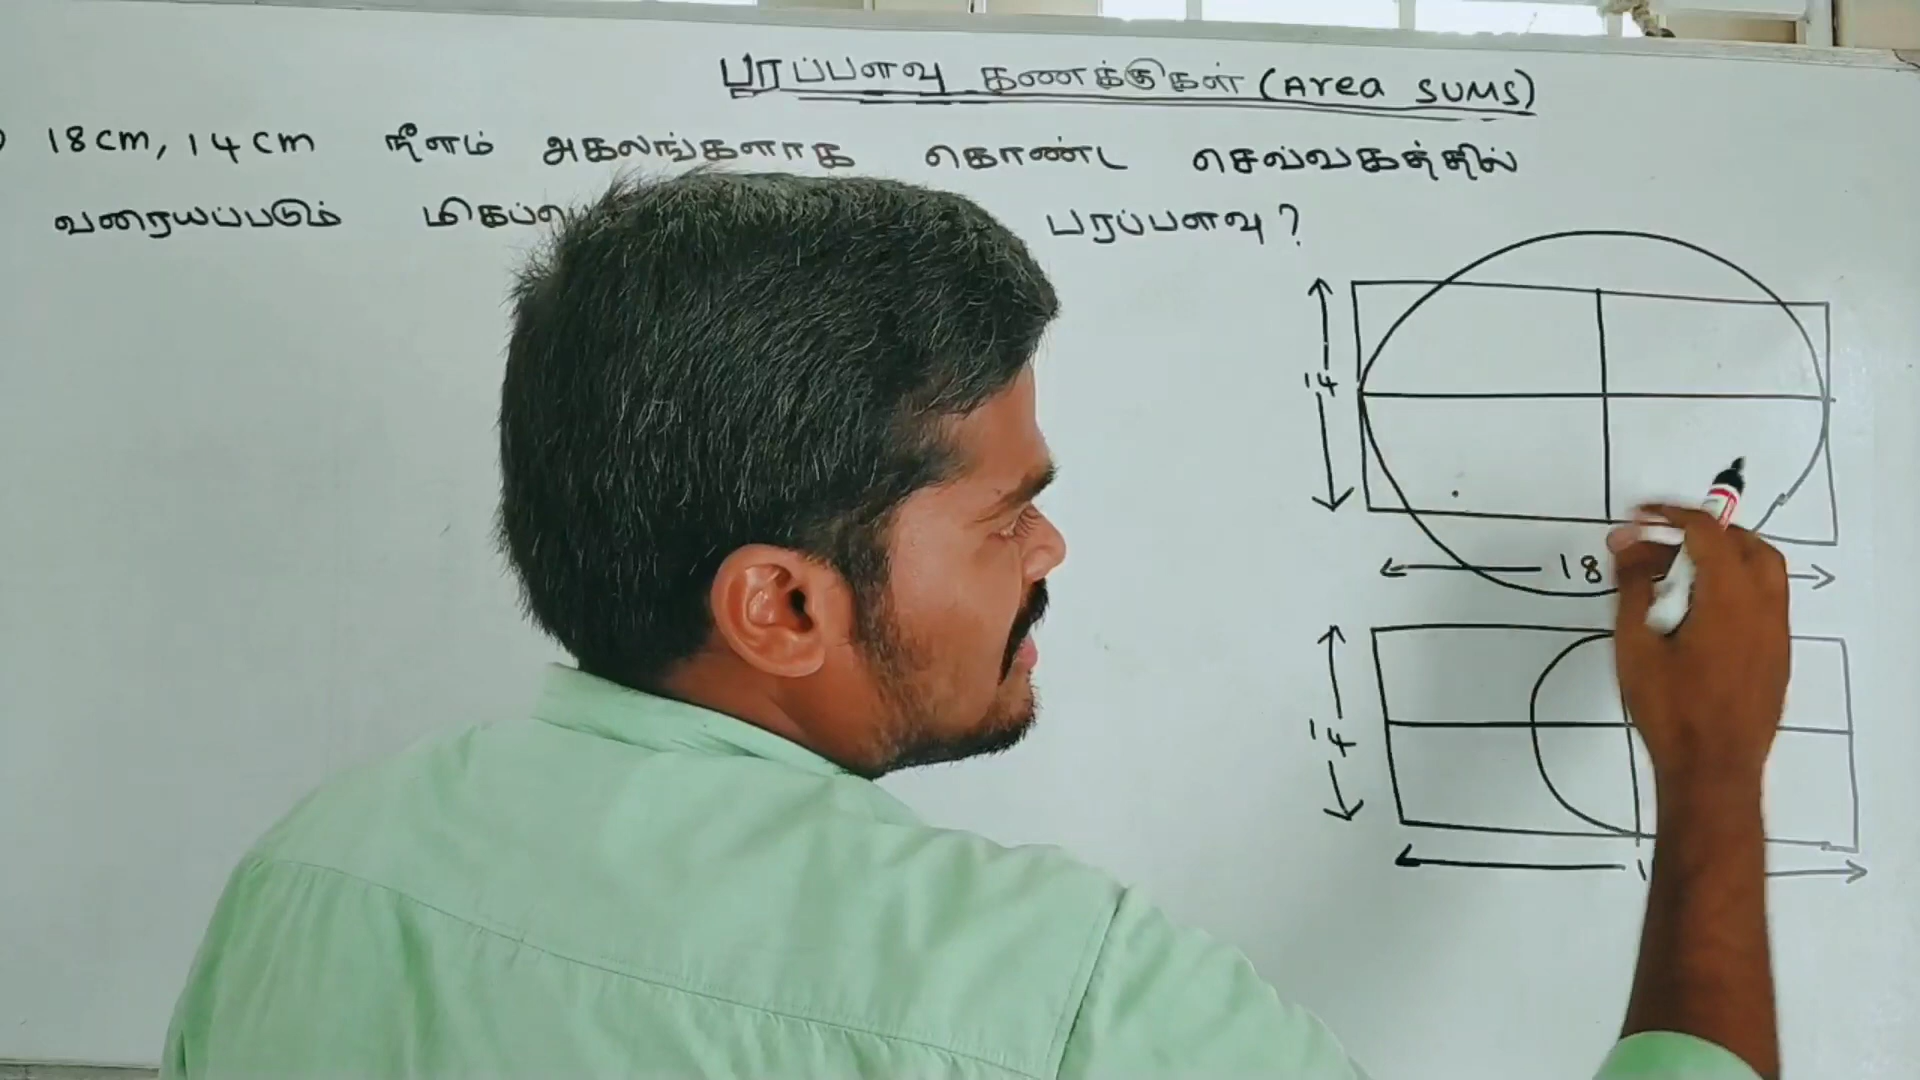 பரப்பளவு கணக்குகள் (Area SUMS)
18cm, 14cm நீளம் அகலங்களாக கொண்ட செவ்வகத்தில்
வரையப்படும் பரப்பளவு ?
14
18
14